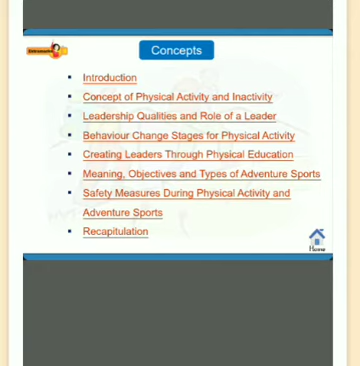 Concepts
Introduction
Concept of Physical Activity and Inactivity
Leadership Qualities and Role of a Leader
Behaviour Change Stages for Physical Activity
Creating Leaders Through Physical Education
Meaning, Objectives and Types of Adventure Sports
Safety Measures During Physical Activity and
Adventure Sports
Recapitulation
Home